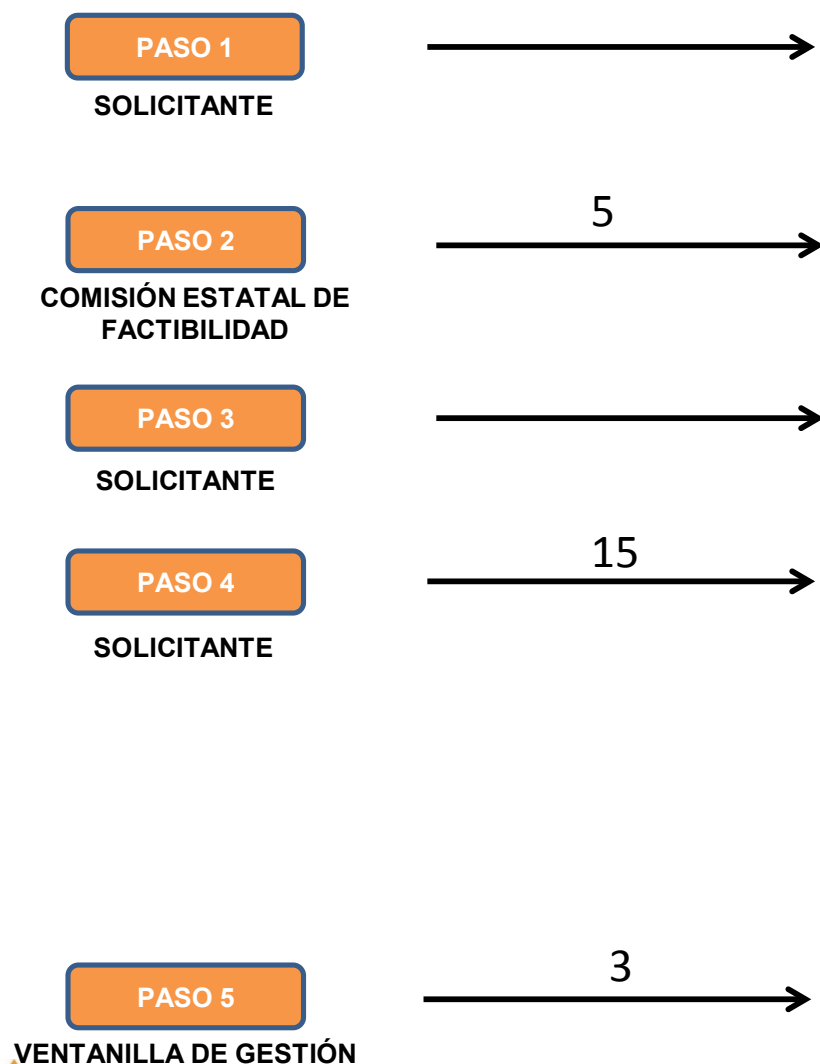 PASO 1
SOLICITANTE
5
PASO 2
COMISIÓN ESTATAL DE
FACTIBILIDAD
PASO 3
SOLICITANTE
15
PASO 4
SOLICITANTE
3
PASO 5
VENTANILLA DE GESTIÓN